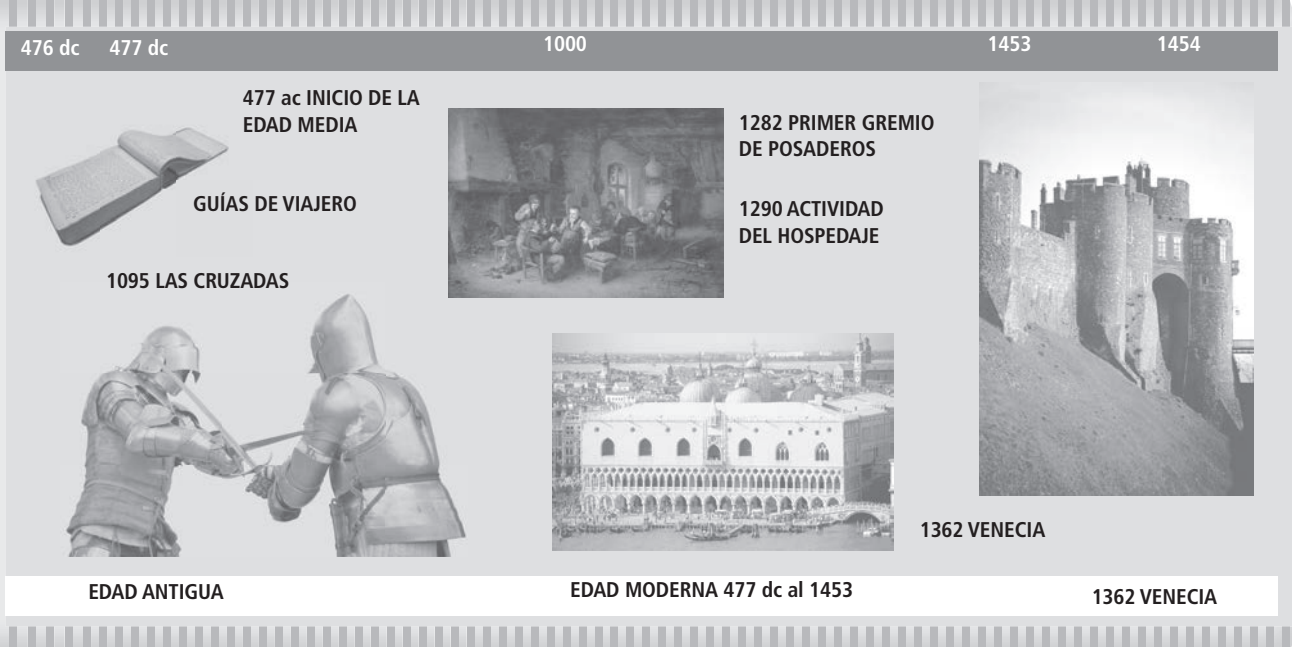 476 dc 477 dc 1000 1453 1454
477 ac INICIO DE LA
EDAD MEDIA
GUÍAS DE VIAJERO
1095 LAS CRUZADAS
1282 PRIMER GREMIO
DE POSADEROS
1290 ACTIVIDAD
DEL HOSPEDAJE
1362 VENECIA
EDAD ANTIGUA
EDAD MODERNA 477 dc al 1453
1362 VENECIA